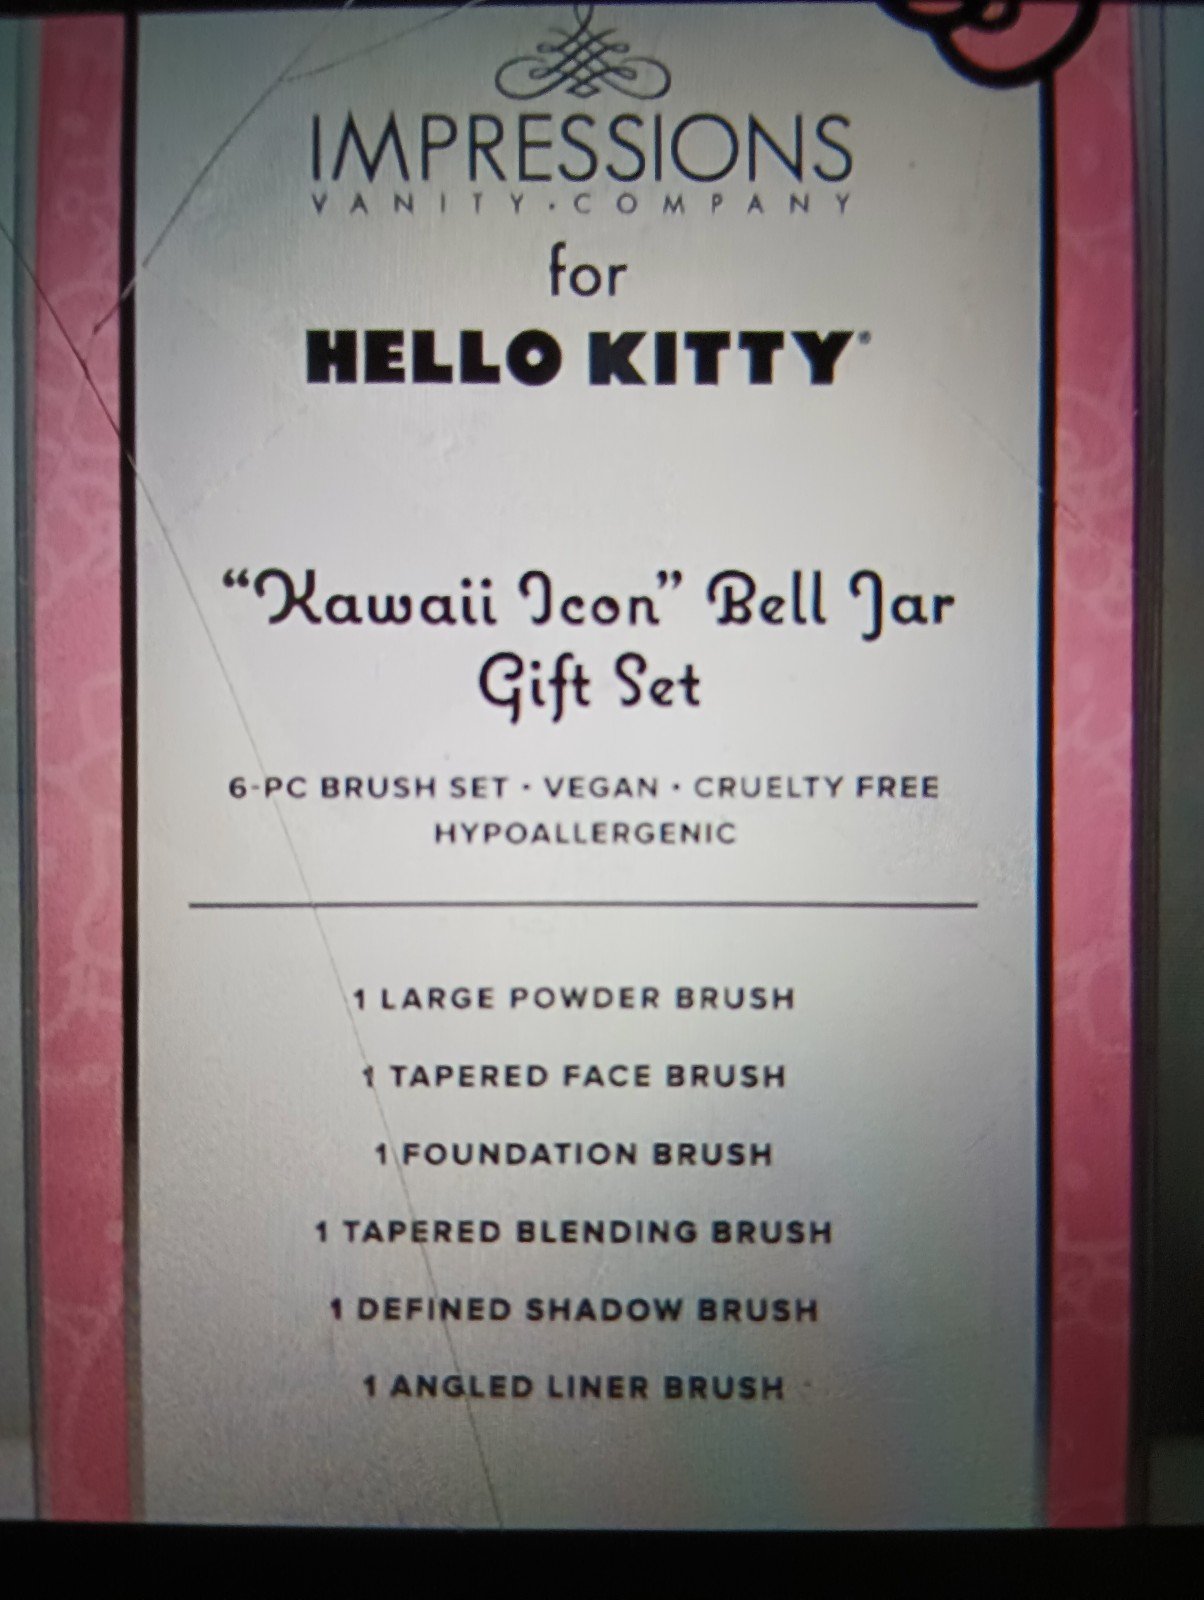 IMPRESSIONS
VANITY · COMPANY
for
HELLO KITTY®
“Kawaii Icon” Bell Jar
Gift Set
6-PC BRUSH SET · VEGAN · CRUELTY FREE
HYPOALLERGENIC
1 LARGE POWDER BRUSH
1 TAPERED FACE BRUSH
1 FOUNDATION BRUSH
1 TAPERED BLENDING BRUSH
1 DEFINED SHADOW BRUSH
1 ANGLED LINER BRUSH